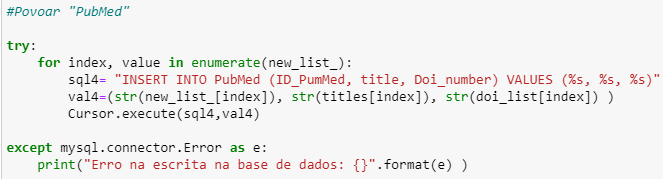 #Povoar "PubMed"
try:
    for index, value in enumerate(new_list_):
        sql4= "INSERT INTO PubMed (ID_PumMed, title, Doi_number) VALUES (%s, %s, %s)"
        val4=(str(new_list_[index]), str(titles[index]), str(doi_list[index]) )
        Cursor.execute(sql4,val4)
except mysql.connector.Error as e:
    print("Erro na escrita na base de dados: {}".format(e) )